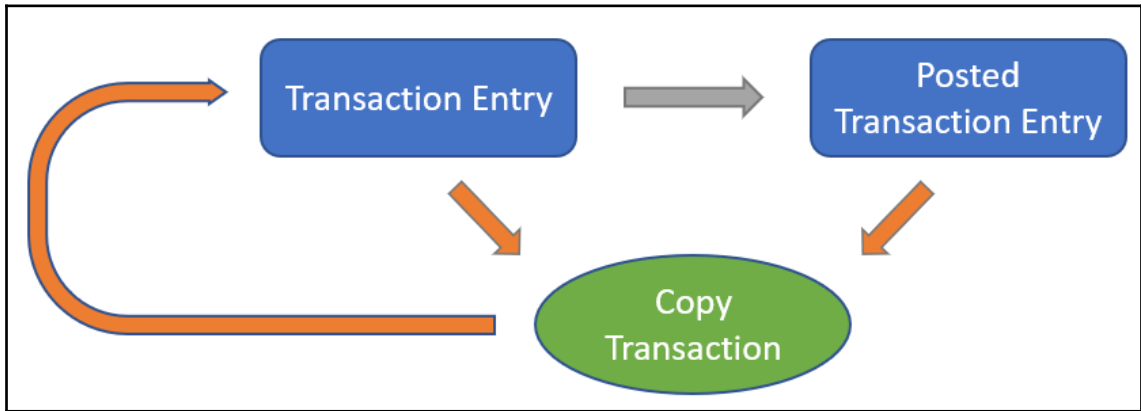 Transaction Entry
Posted
Transaction Entry
Copy
Transaction